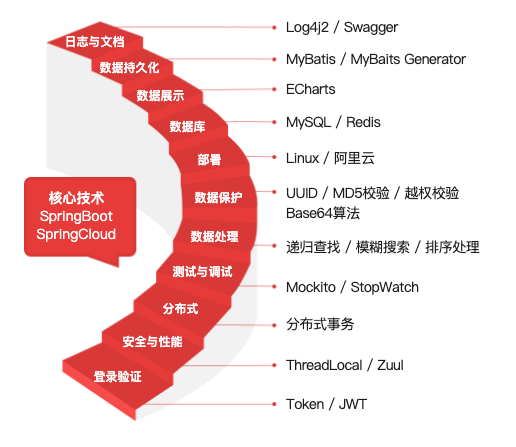 日志与文档
Log4j2 / Swagger
数据持久化
MyBatis / MyBaits Generator
数据展示
ECharts
数据库
MySQL / Redis
部署
Linux / 阿里云
核心技术
SpringBoot
SpringCloud
数据保护
UUID / MD5校验 / 越权校验
Base64算法
数据处理
递归查找 / 模糊搜索 / 排序处理
测试与调试
Mockito / StopWatch
分布式
分布式事务
安全与性能
ThreadLocal / Zuul
登录验证
Token / JWT